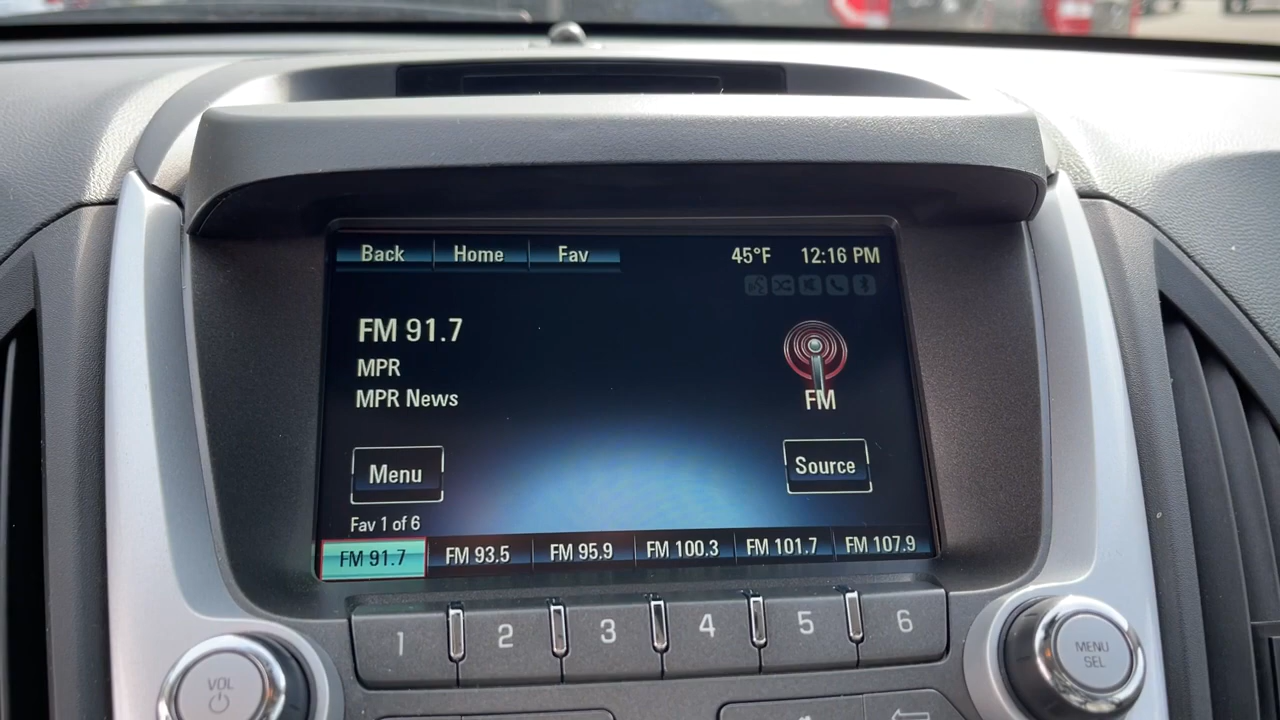 Back Home Fav 45°F 12:16 PM
FM 91.7
MPR
MPR News
FM
Menu
Source
Fav 1 of 6
FM 91.7 FM 93.5 FM 95.9 FM 100.3 FM 101.7 FM 107.9
1 2 3 4 5 6
VOL
MENU
SEL